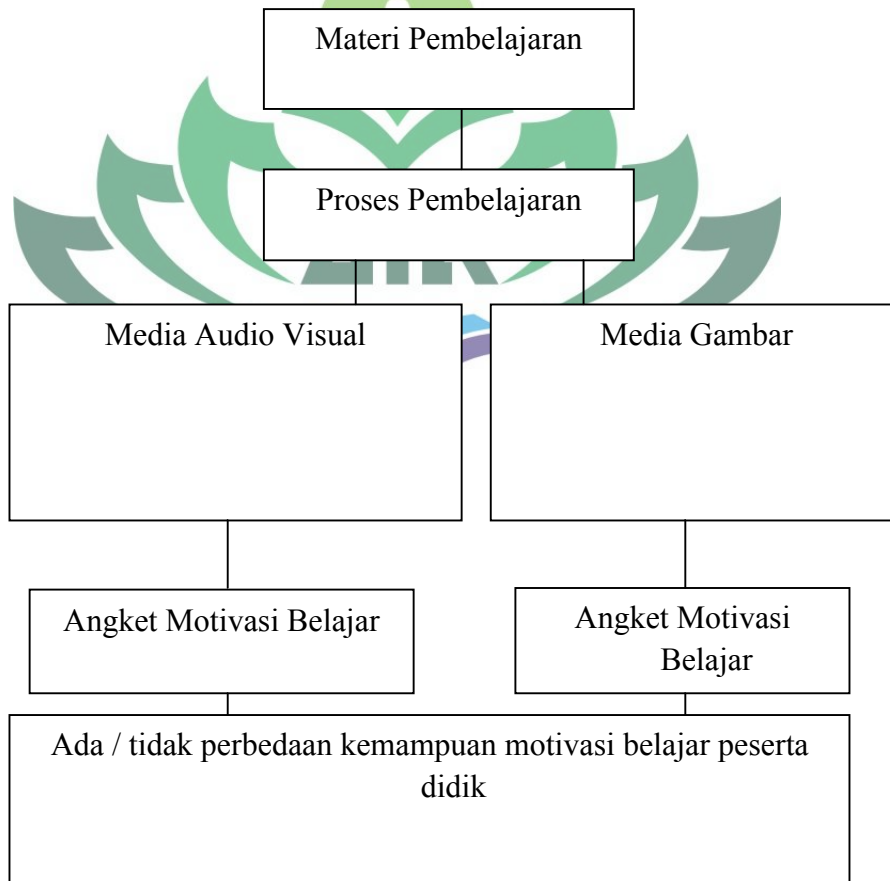 Materi Pembelajaran
Proses Pembelajaran
Media Audio Visual
Media Gambar
Angket Motivasi Belajar
Angket Motivasi
Belajar
Ada / tidak perbedaan kemampuan motivasi belajar peserta
didik